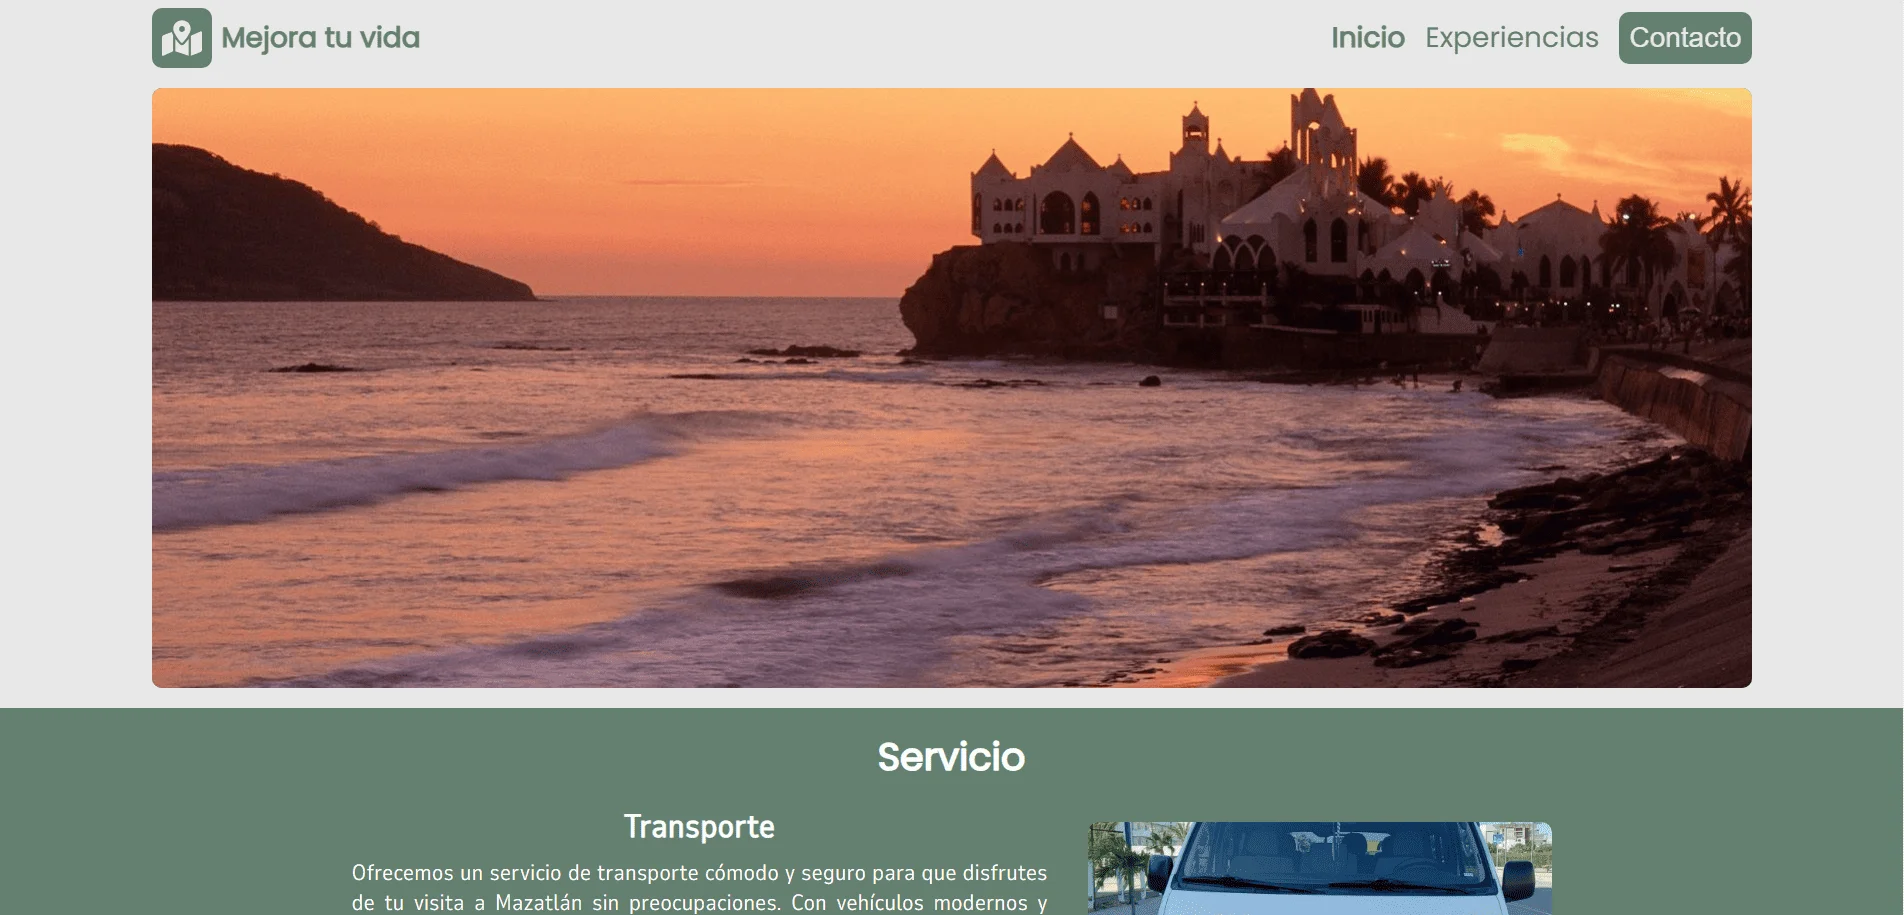 Mejora tu vida
Inicio Experiencias Contacto
Servicio
Transporte
Ofrecemos un servicio de transporte cómodo y seguro para que disfrutes
de tu visita a Mazatlán sin preocupaciones. Con vehículos modernos y